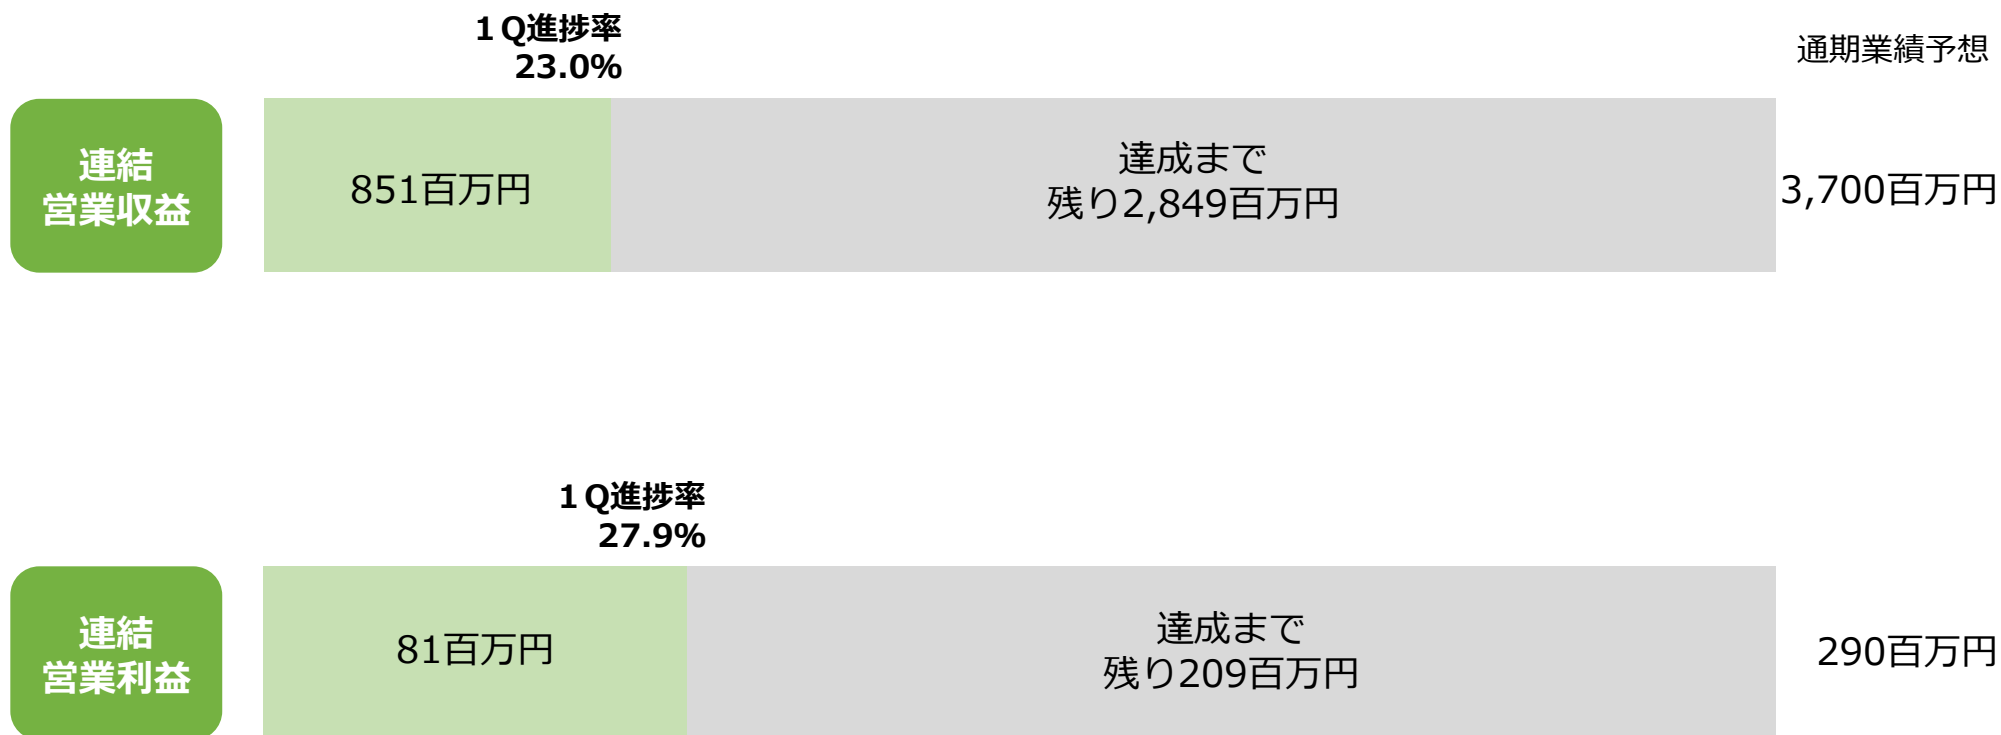 １Q進捗率
23.0%
通期業績予想
連結
営業収益
851百万円
達成まで
残り2,849百万円
3,700百万円
１Q進捗率
27.9%
連結
営業利益
81百万円
達成まで
残り209百万円
290百万円